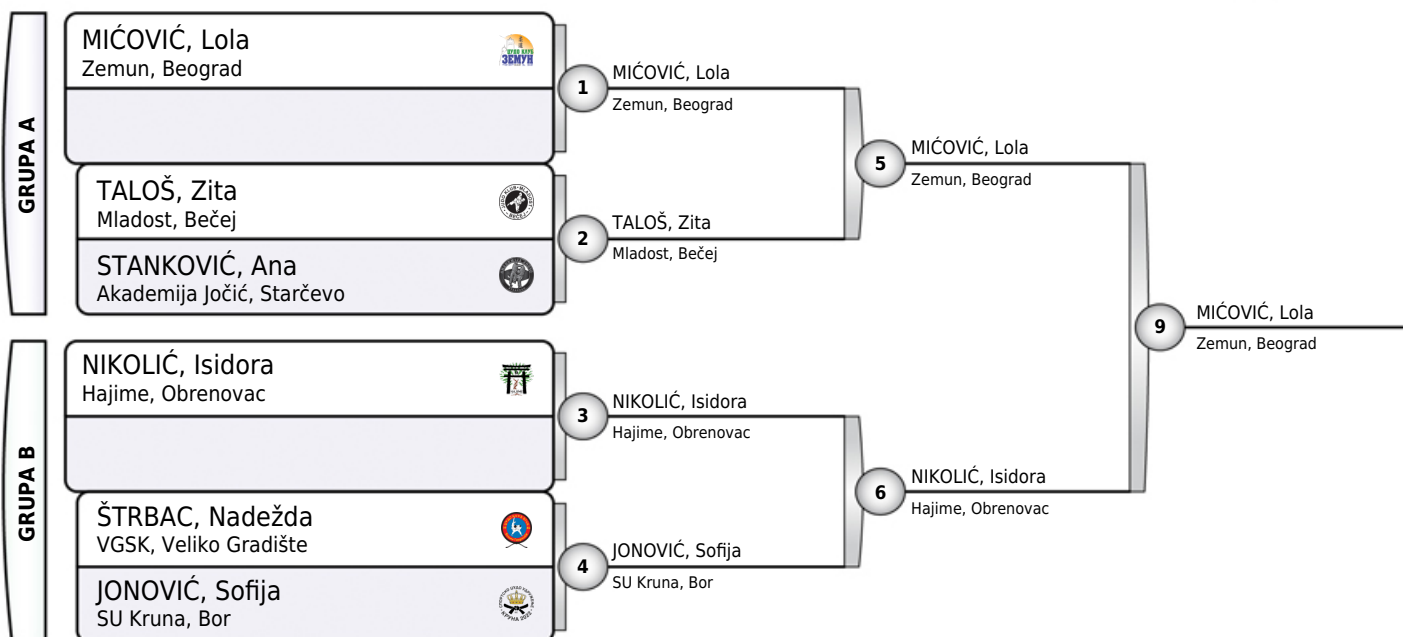 GRUPA A
MIĆOVIĆ, Lola
Zemun, Beograd
ЗЕМУН
TALOŠ, Zita
Mladost, Bečej
STANKOVIĆ, Ana
Akademija Jočić, Starčevo
1
MIĆOVIĆ, Lola
Zemun, Beograd
2
TALOŠ, Zita
Mladost, Bečej
5
MIĆOVIĆ, Lola
Zemun, Beograd
GRUPA B
NIKOLIĆ, Isidora
Hajime, Obrenovac
ŠTRBAC, Nadežda
VGSK, Veliko Gradište
JONOVIĆ, Sofija
SU Kruna, Bor
3
NIKOLIĆ, Isidora
Hajime, Obrenovac
4
JONOVIĆ, Sofija
SU Kruna, Bor
6
NIKOLIĆ, Isidora
Hajime, Obrenovac
9
MIĆOVIĆ, Lola
Zemun, Beograd